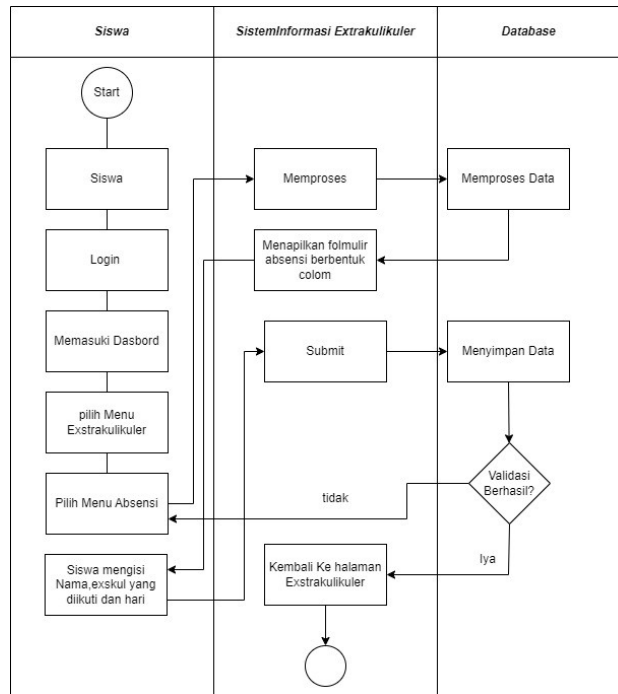 Siswa
SistemInformasi Extrakulikuler
Database
Start
Siswa
Memproses
Memproses Data
Login
Menapilkan folmulir
absensi berbentuk
colom
Memasuki Dasbord
Submit
Menyimpan Data
pilih Menu
Exstrakulikuler
Pilih Menu Absensi
tidak
Validasi
Berhasil?
Siswa mengisi
Nama,exskul yang
diikuti dan hari
Kembali Ke halaman
Exstrakulikuler
Iya